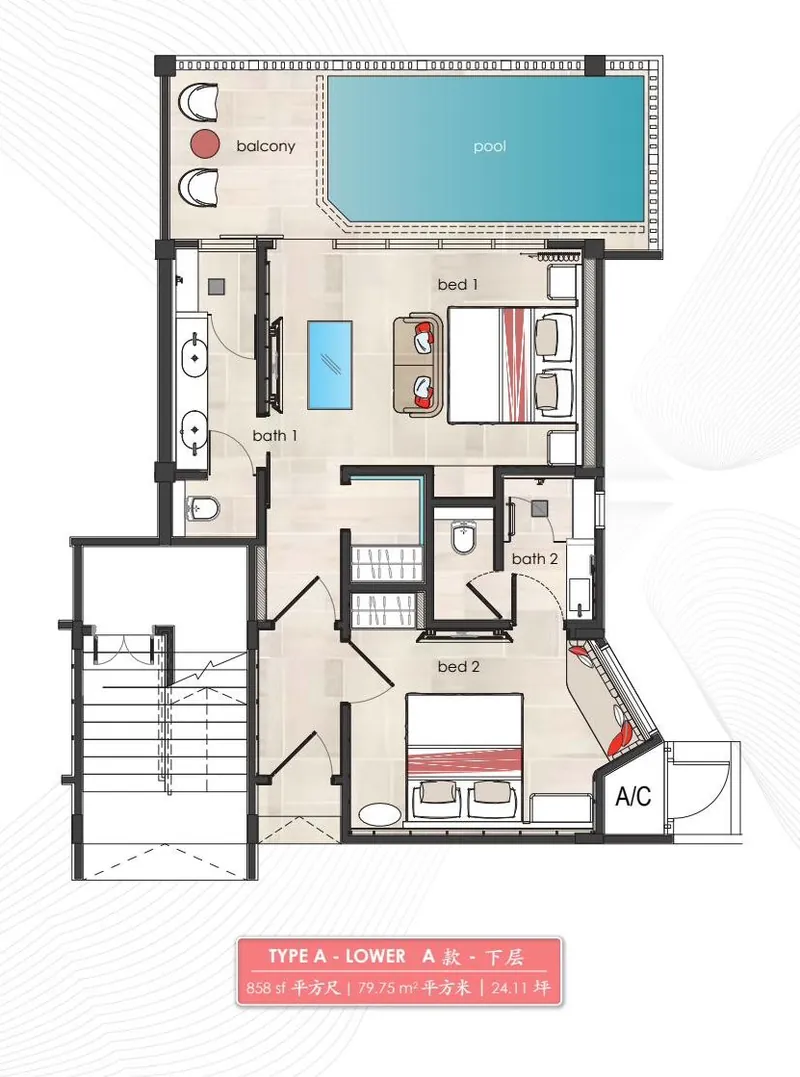 balcony
pool
bed 1
bath 1
bath 2
bed 2
A/C
TYPE A - LOWER A 款 - 下层
858 sf 平方尺 | 79.75 m² 平方米 | 24.11 坪